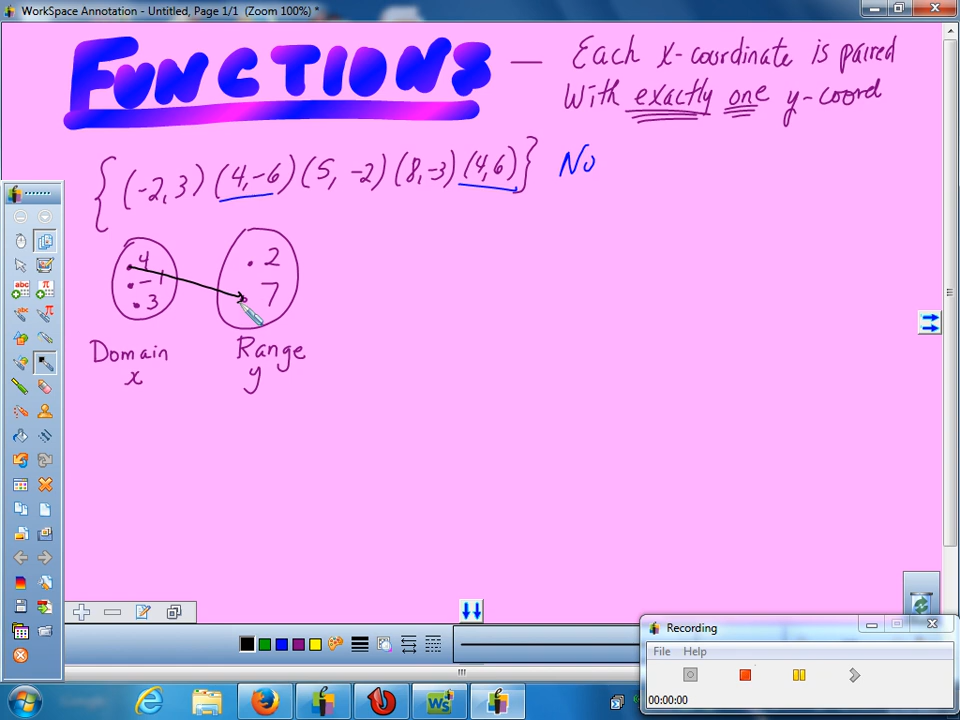 WorkSpace Annotation - Untitled, Page 1/1 (Zoom 100%) *
FUNCTIONS — Each x-coordinate is paired
with exactly one y-coord
{(-2,3) (4,-6) (5, -2) (8,-3) (4,6)} No
4
-1
3
2
7
Domain
x
Range
y
Recording
File Help
00:00:00